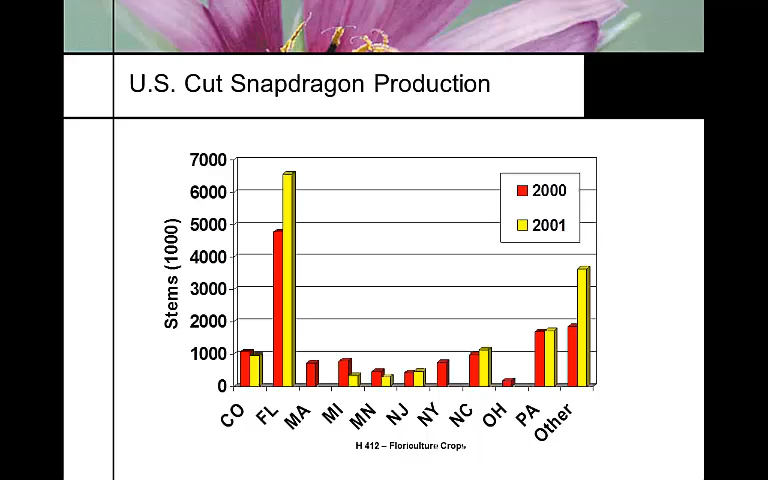 U.S. Cut Snapdragon Production
7000
6000
5000
4000
3000
2000
1000
0
Stems (1000)
2000
2001
CO FL MA MI MN NJ NY NC OH PA Other
H 412 – Floriculture Crops